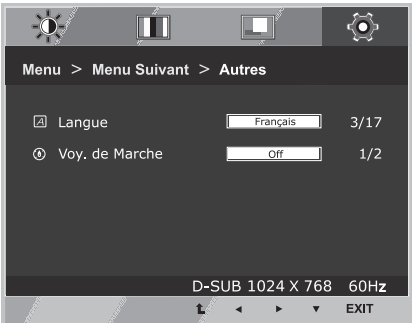 Menu > Menu Suivant > Autres
Langue Français 3/17
Voy. de Marche Off 1/2
D-SUB 1024 X 768 60Hz
EXIT